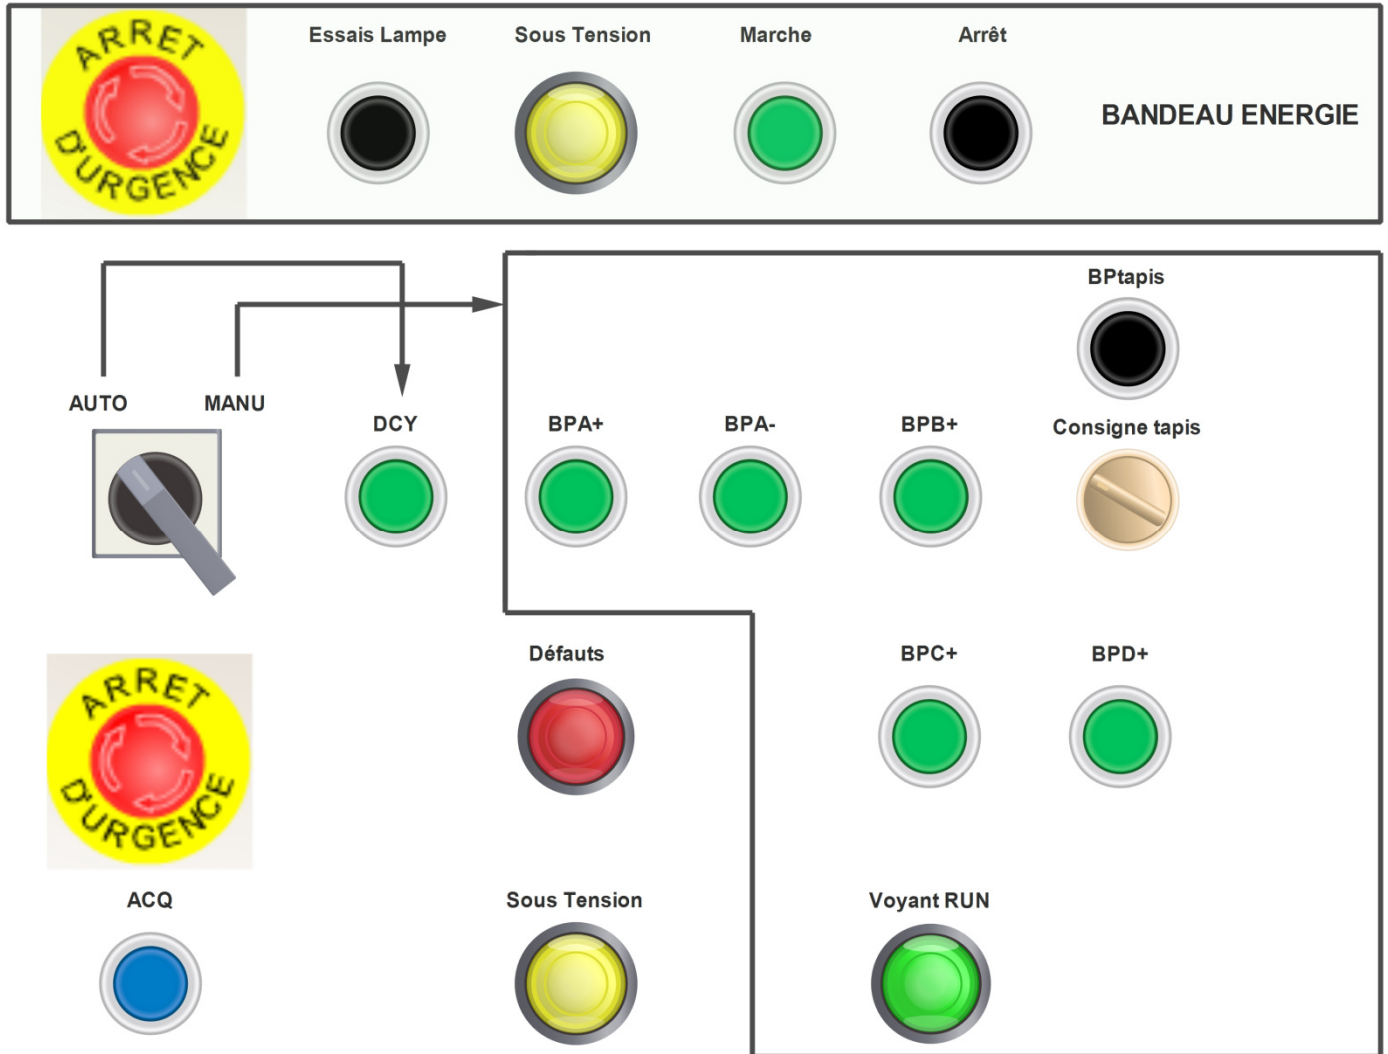 ARRET
D'URGENCE
Essais Lampe
Sous Tension
Marche
Arrêt
BANDEAU ENERGIE
BPtapis
AUTO
MANU
DCY
BPA+
BPA-
BPB+
Consigne tapis
ARRET
D'URGENCE
Défauts
BPC+
BPD+
ACQ
Sous Tension
Voyant RUN